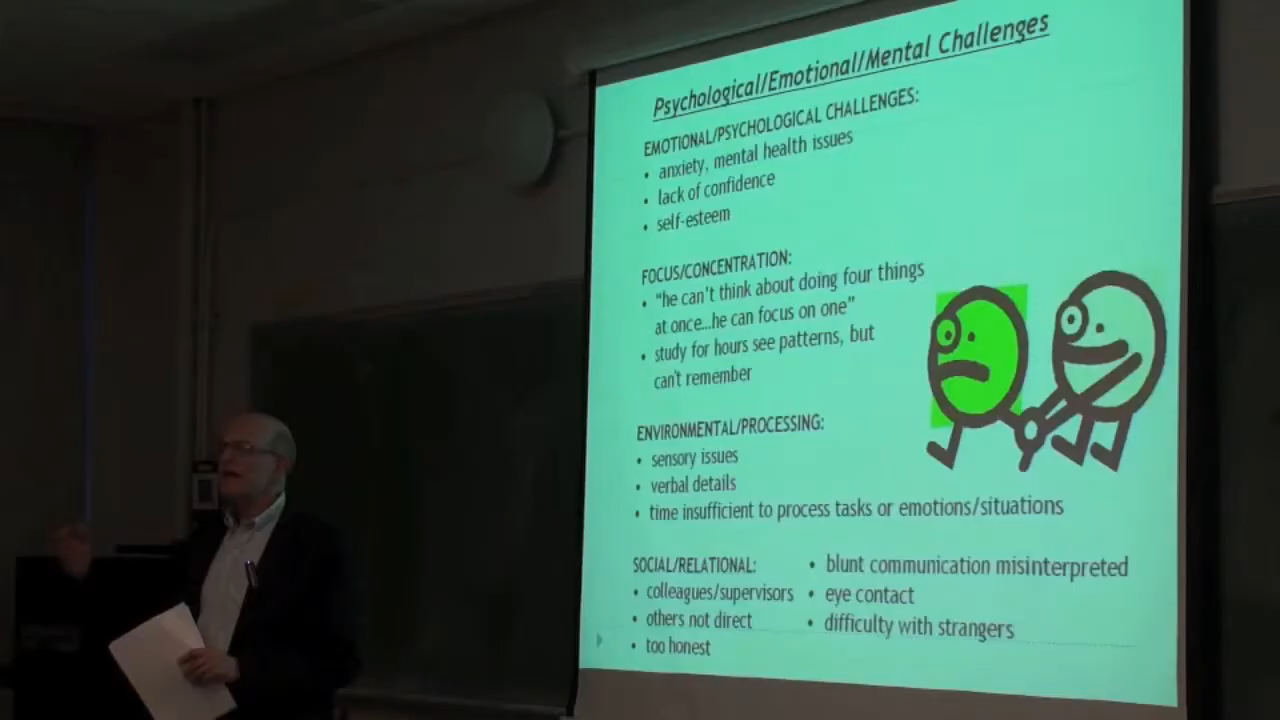 Psychological/Emotional/Mental Challenges
EMOTIONAL/PSYCHOLOGICAL CHALLENGES:
• anxiety, mental health issues
• lack of confidence
• self-esteem
FOCUS/CONCENTRATION:
• "he can't think about doing four things
at once...he can focus on one"
• study for hours see patterns, but
can't remember
ENVIRONMENTAL/PROCESSING:
• sensory issues
• verbal details
• time insufficient to process tasks or emotions/situations
SOCIAL/RELATIONAL:
• colleagues/supervisors
• others not direct
• too honest
• blunt communication misinterpreted
• eye contact
• difficulty with strangers